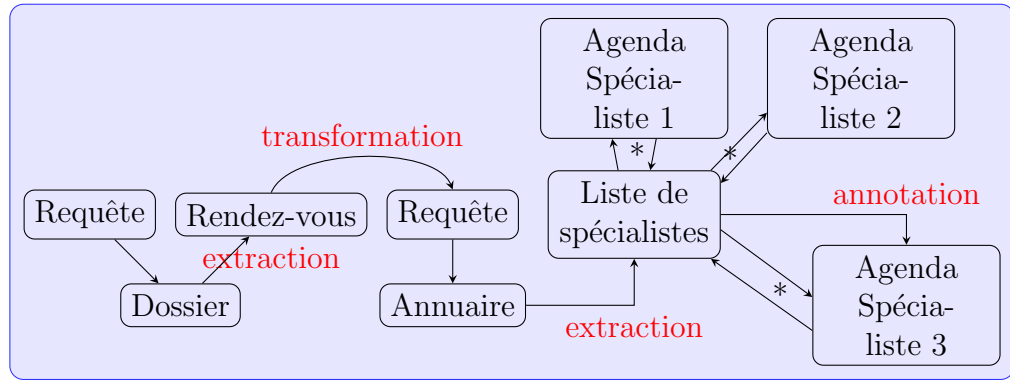 Agenda
Spécia-
liste 1
Agenda
Spécia-
liste 2
transformation
*
*
Requête
Rendez-vous
Requête
Liste de
spécialistes
annotation
extraction
Dossier
Annuaire
extraction
*
Agenda
Spécia-
liste 3